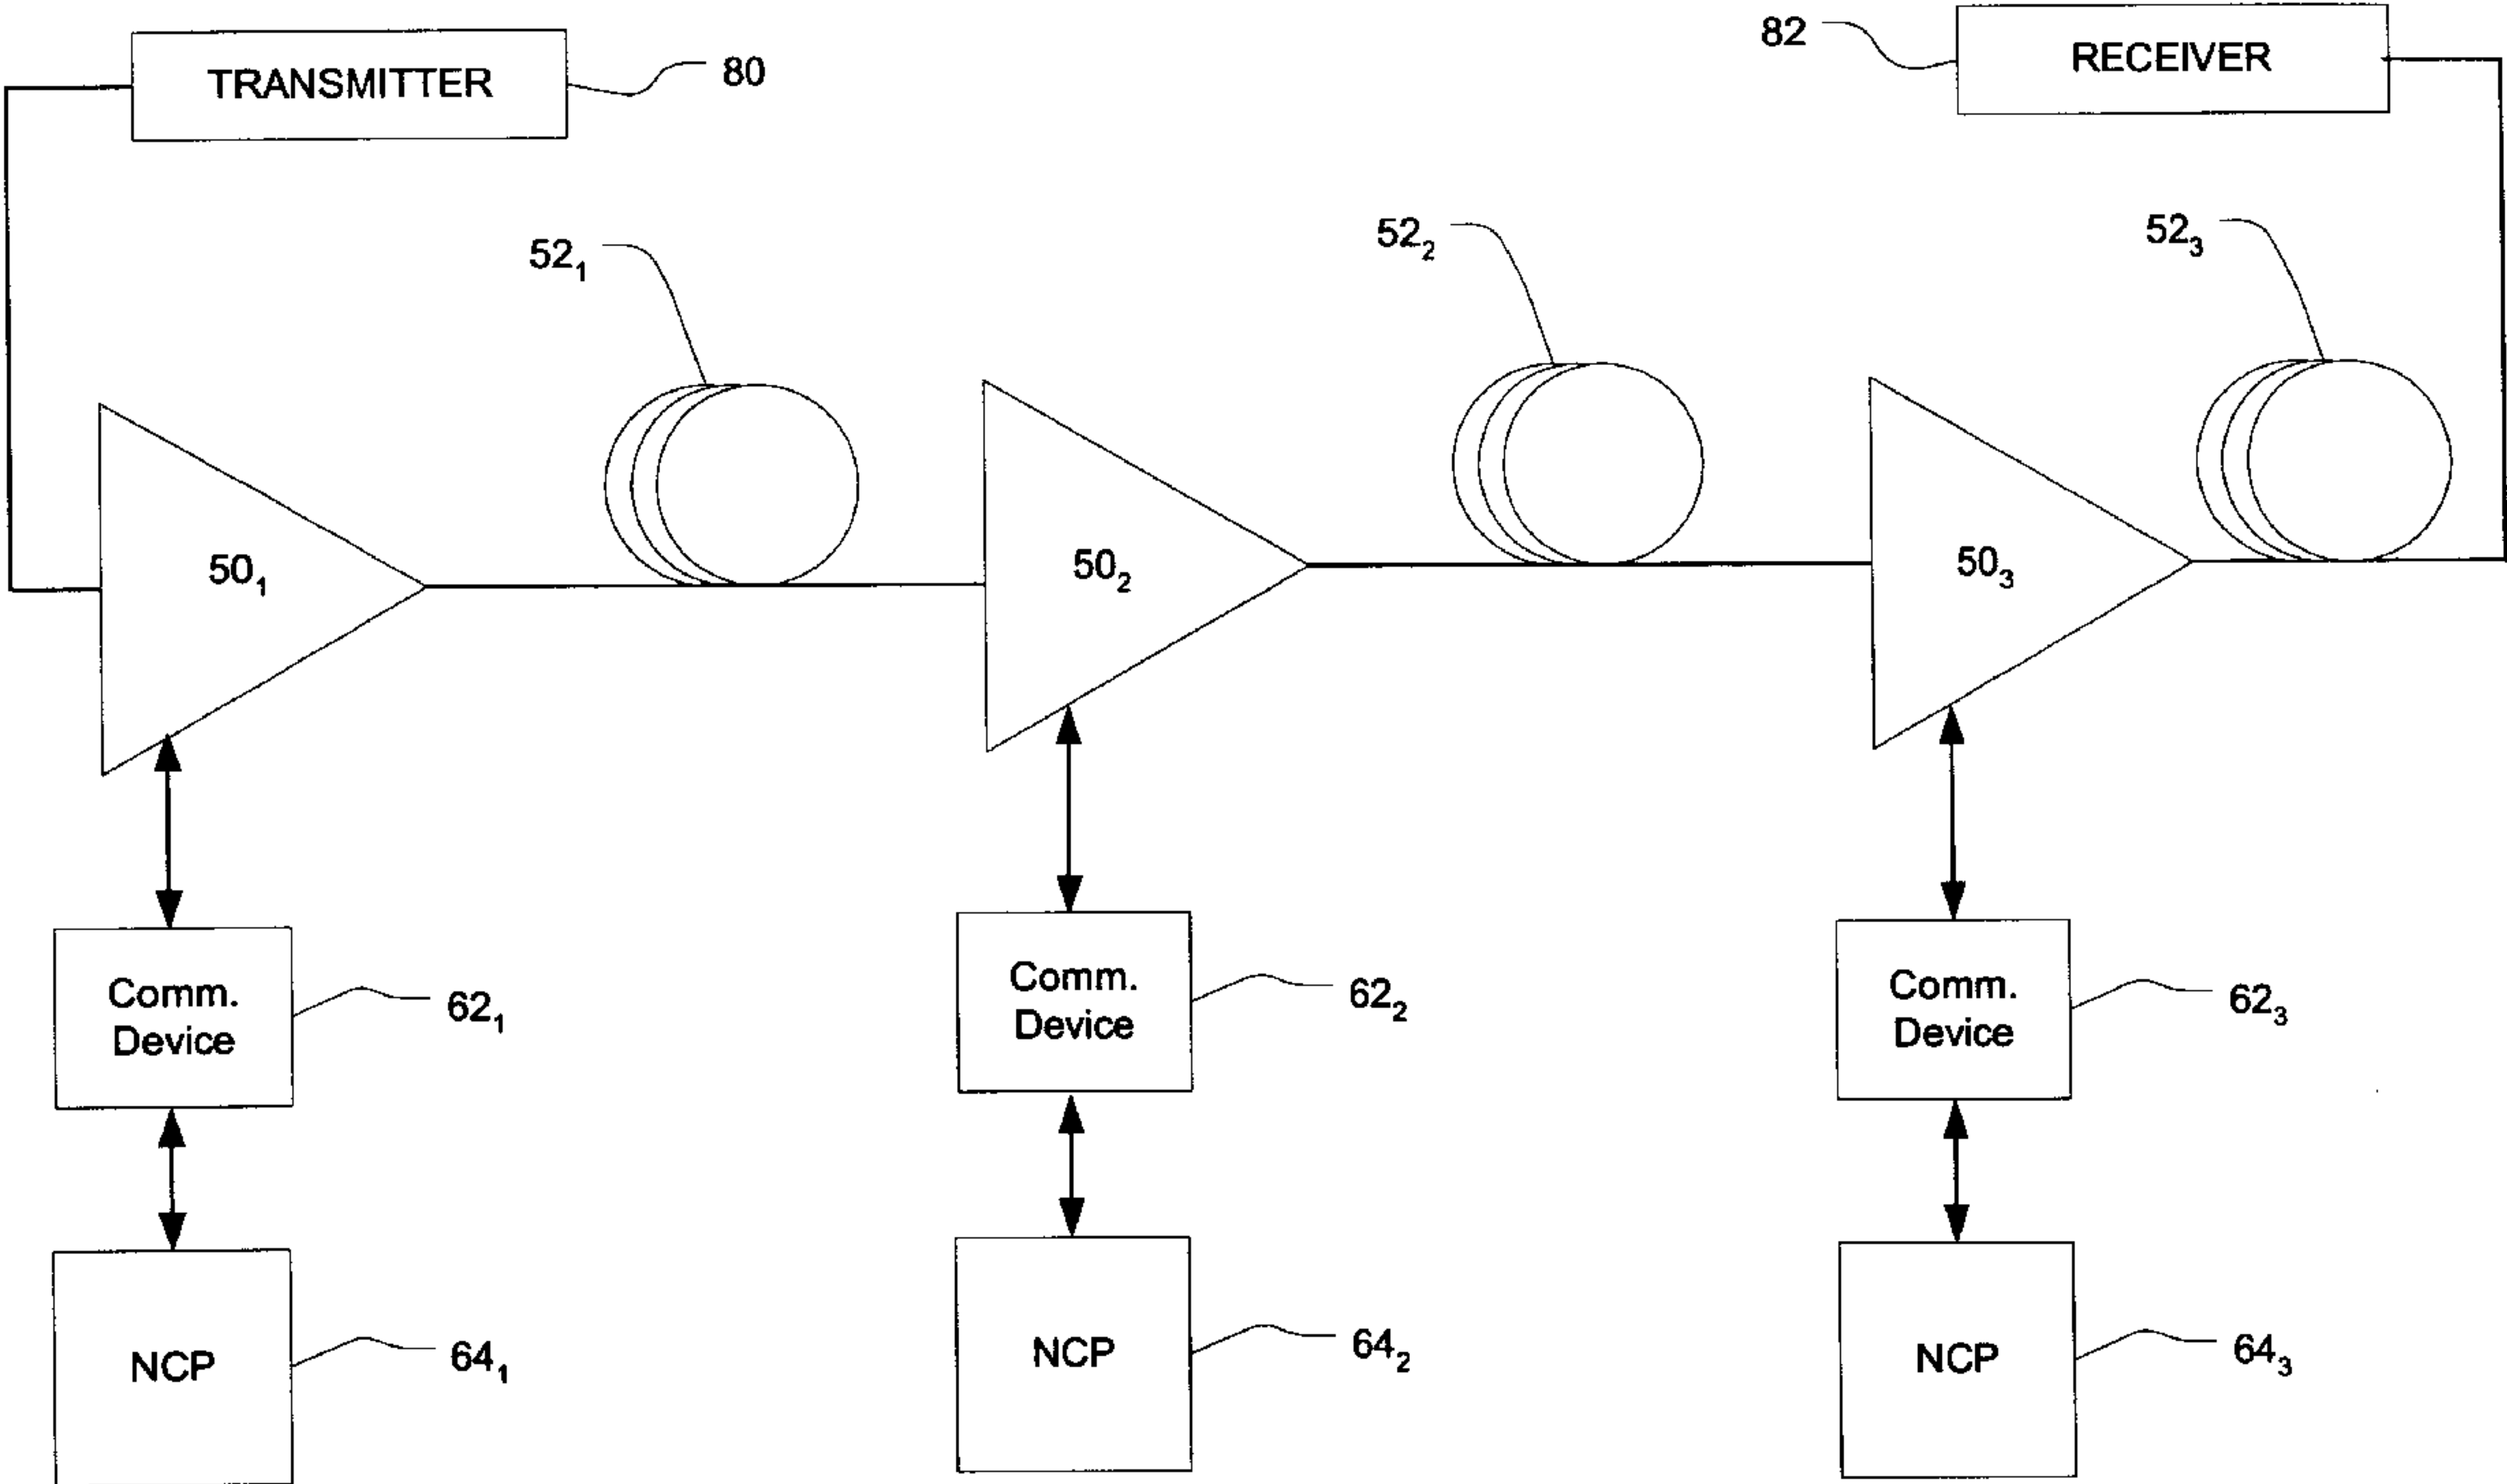 TRANSMITTER
80
82
RECEIVER
52₁
52₂
52₃
50₁
50₂
50₃
Comm.
Device
62₁
Comm.
Device
62₂
Comm.
Device
62₃
NCP
64₁
NCP
64₂
NCP
64₃